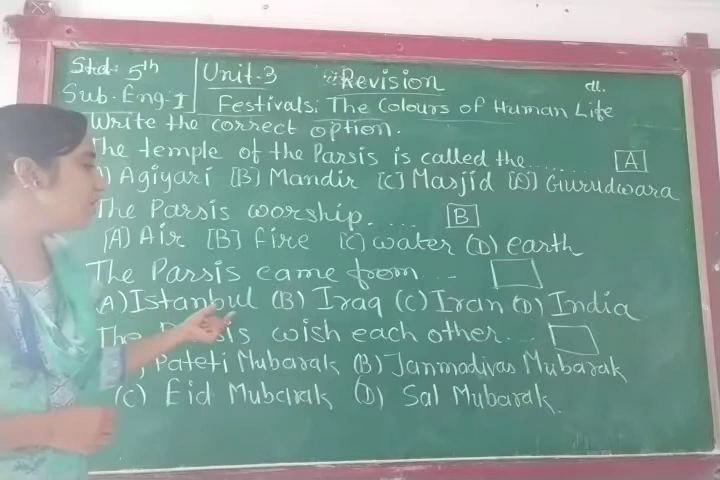 Std: 5th Unit-3 Revision dt.
Sub. Eng-I Festivals: The Colours of Human Life
Write the correct option.
The temple of the Parsis is called the....... A
) Agiyari [B] Mandir [C] Masjid [D] Gurudwara
The Parsis worship..... B
(A) Air [B] fire (C) water (D) earth
The Parsis came from...
A) Istanbul (B) Iraq (C) Iran (D) India
The wish each other...
Pateti Mubarak (B) Janmadivas Mubarak
(C) Eid Mubarak (D) Sal Mubarak.